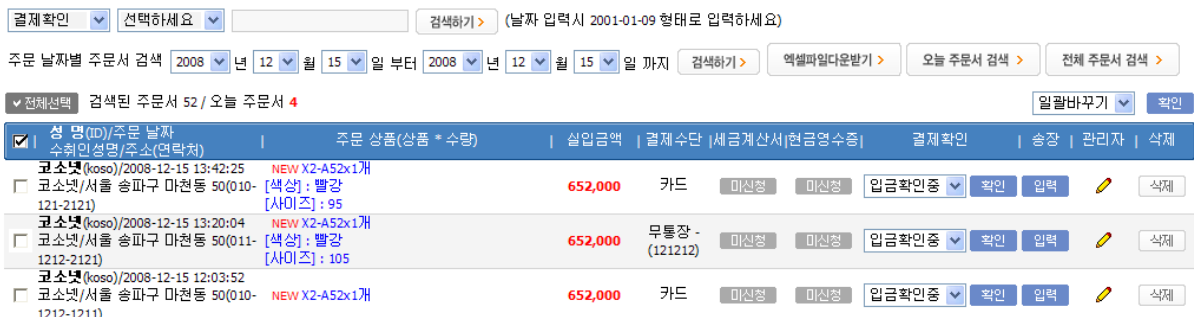 결제확인 선택하세요 검색하기 > (날짜 입력시 2001-01-09 형태로 입력하세요)
주문 날짜별 주문서 검색 2008 년 12 월 15 일 부터 2008 년 12 월 15 일 까지 검색하기 > 엑셀파일다운받기 > 오늘 주문서 검색 > 전체 주문서 검색 >
전체선택 검색된 주문서 52 / 오늘 주문서 4 일괄바꾸기 확인
성 명(ID)/주문 날짜
수취인성명/주소(연락처) | 주문 상품(상품 * 수량) | 실입금액 | 결제수단 |세금계산서|현금영수증| 결제확인 | 송장 | 관리자 | 삭제
코소넷(koso)/2008-12-15 13:42:25 NEW X2-A52x1개
코소넷/서울 송파구 마천동 50(010- [색상] : 빨강 652,000 카드 미신청 미신청 입금확인중 확인 입력 삭제
121-2121) [사이즈] : 95
코소넷(koso)/2008-12-15 13:20:04 NEW X2-A52x1개
코소넷/서울 송파구 마천동 50(011- [색상] : 빨강 652,000 무통장 - (121212) 미신청 미신청 입금확인중 확인 입력 삭제
1212-2121) [사이즈] : 105
코소넷(koso)/2008-12-15 12:03:52
코소넷/서울 송파구 마천동 50(010- NEW X2-A52x1개 652,000 카드 미신청 미신청 입금확인중 확인 입력 삭제
1212-1211)